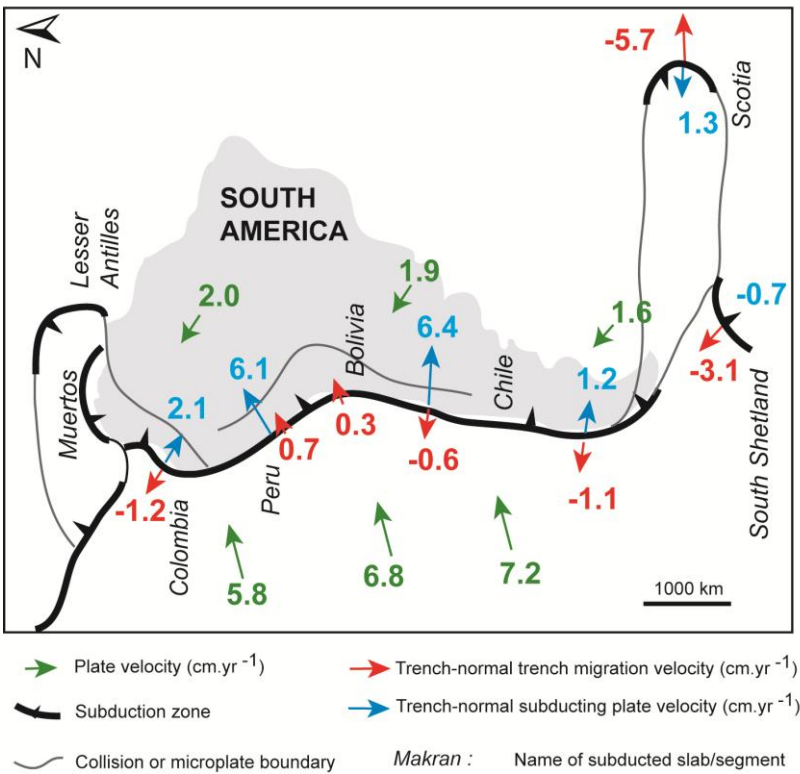 N
-5.7
1.3
Scotia
SOUTH
AMERICA
Lesser
Antilles
2.0
1.9
1.6
-0.7
-3.1
South Shetland
Muertos
2.1
6.1
Bolivia
6.4
Chile
1.2
-1.2
Colombia
Peru
0.7
0.3
-0.6
-1.1
5.8
6.8
7.2
1000 km
Plate velocity (cm.yr -1)
Trench-normal trench migration velocity (cm.yr -1)
Subduction zone
Trench-normal subducting plate velocity (cm.yr -1)
Collision or microplate boundary
Makran : Name of subducted slab/segment